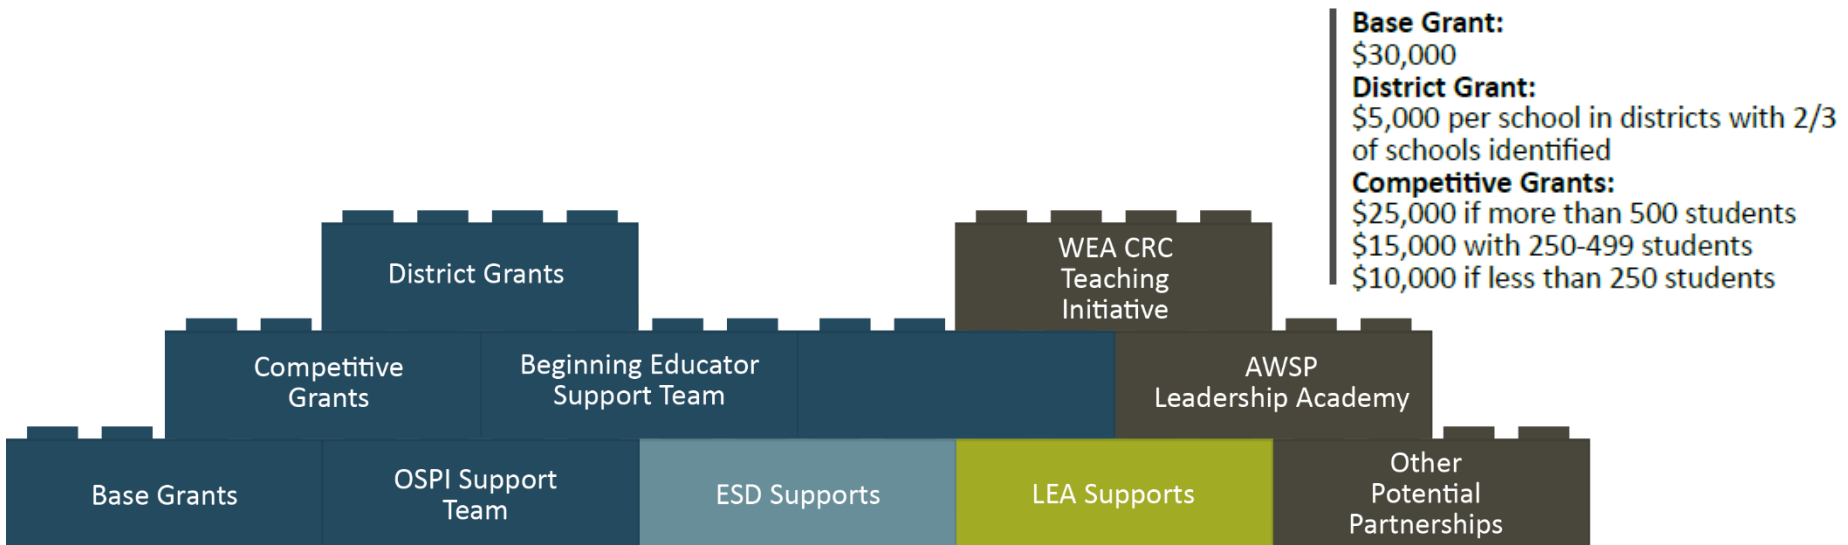 Base Grant:
$30,000
District Grant:
$5,000 per school in districts with 2/3
of schools identified
Competitive Grants:
$25,000 if more than 500 students
$15,000 with 250-499 students
$10,000 if less than 250 students
District Grants
WEA CRC
Teaching
Initiative
Competitive
Grants
Beginning Educator
Support Team
AWSP
Leadership Academy
Base Grants
OSPI Support
Team
ESD Supports
LEA Supports
Other
Potential
Partnerships